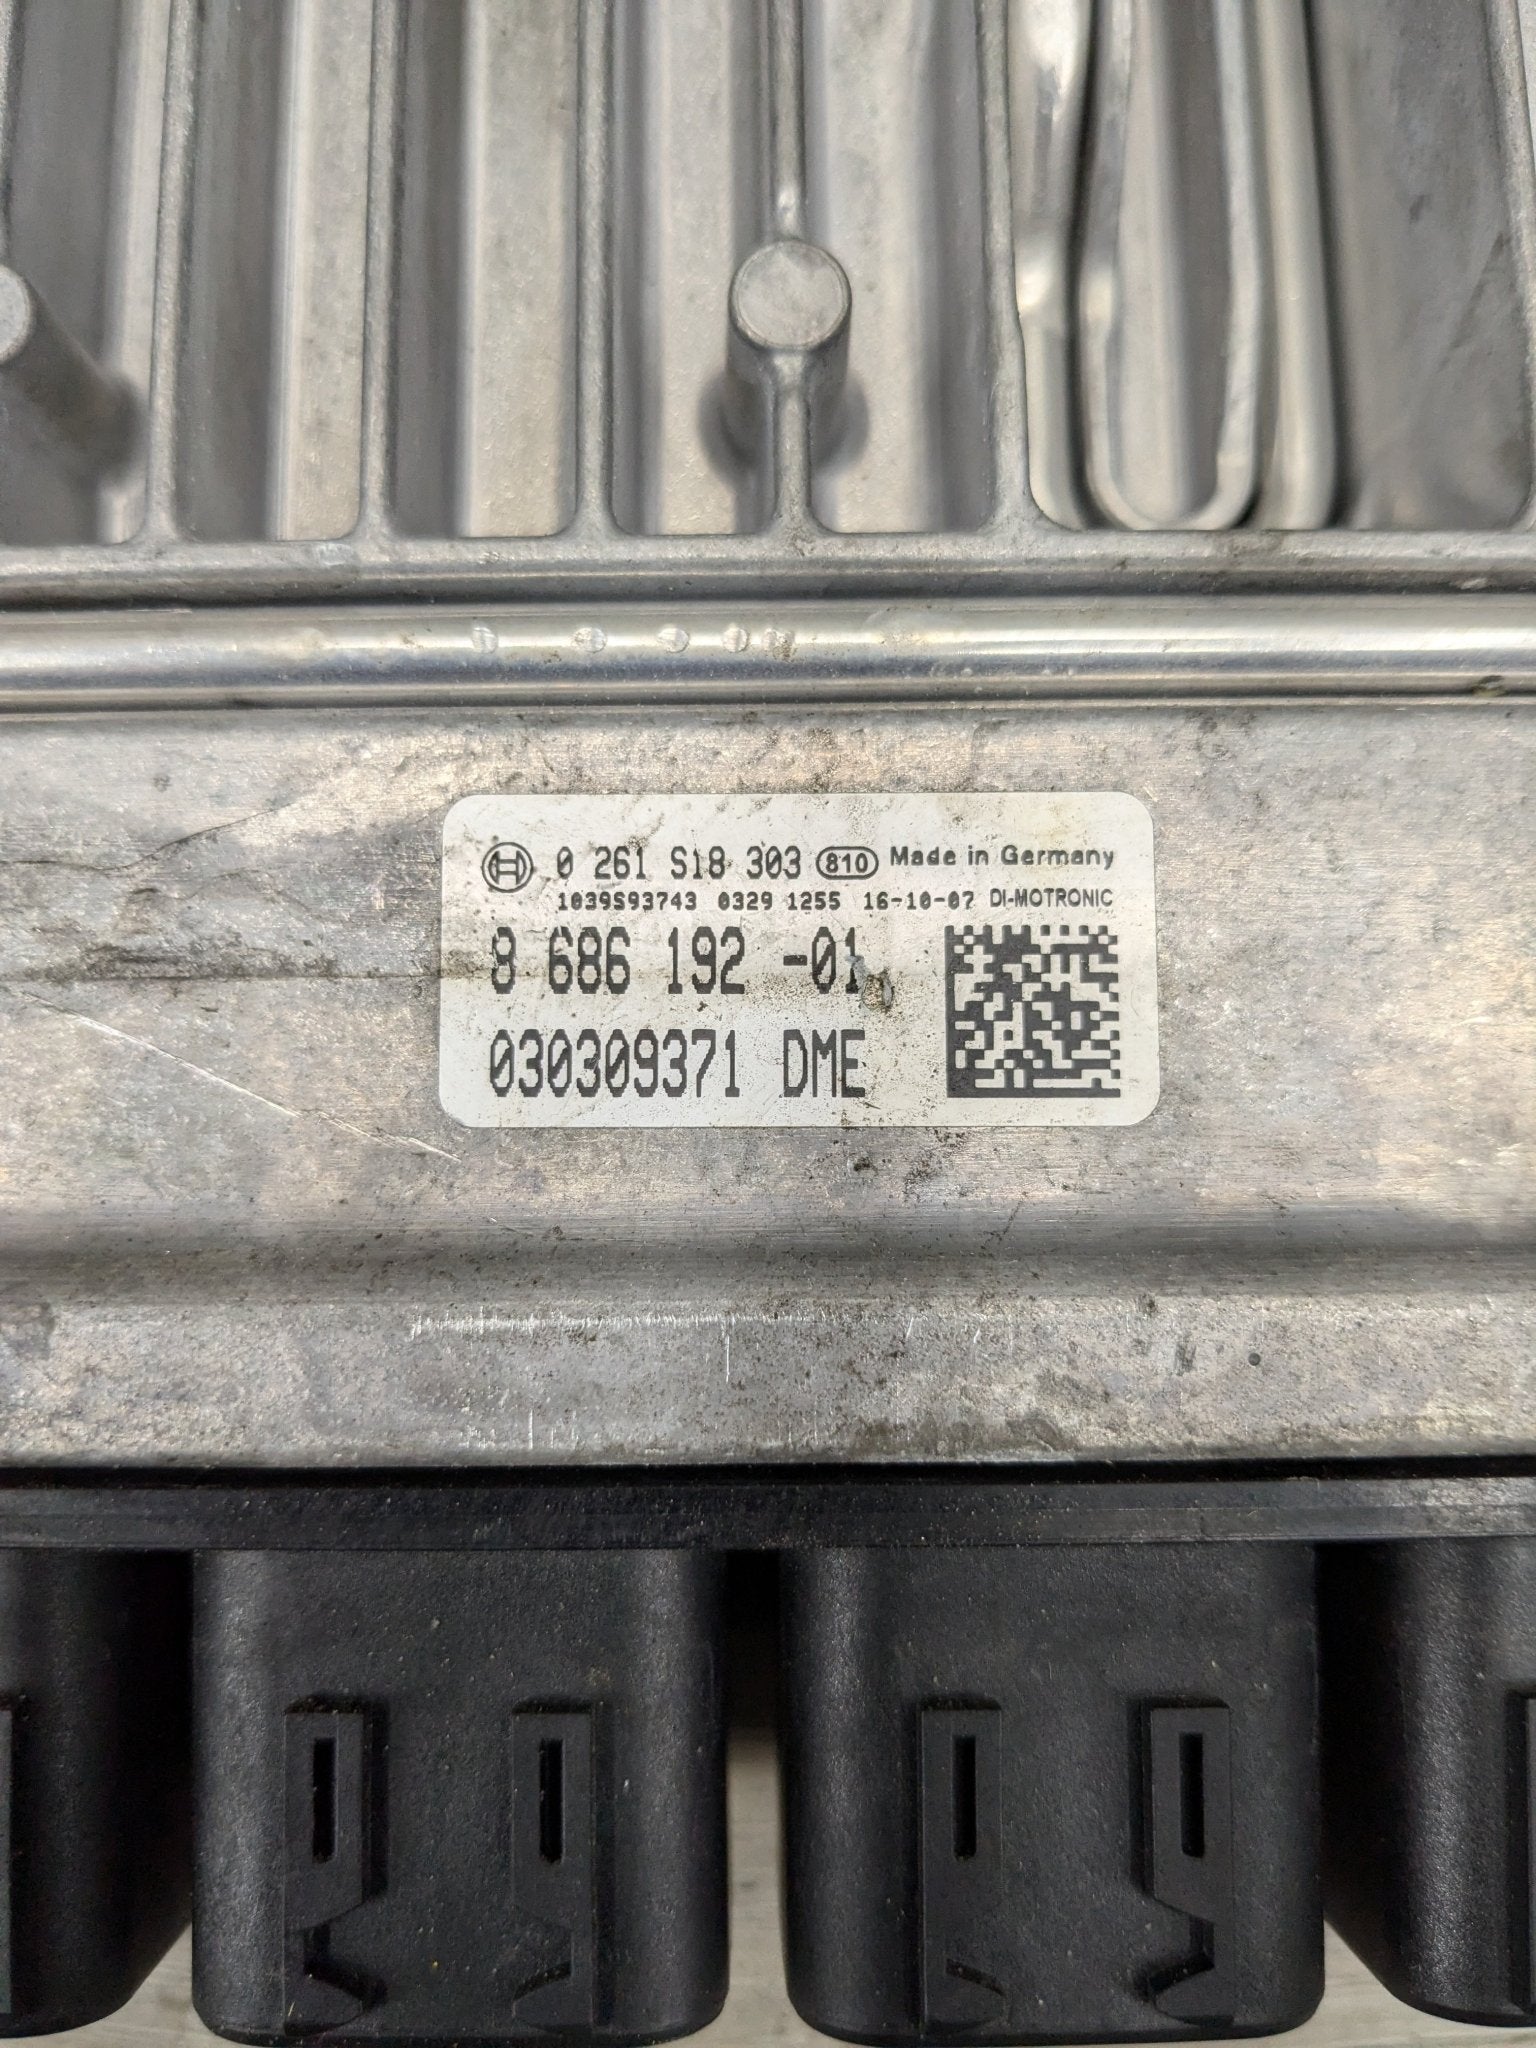 0 261 S18 303 810 Made in Germany
1039S93743 0329 1255 16-10-07 DI-MOTRONIC
8 686 192 -01
030309371 DME